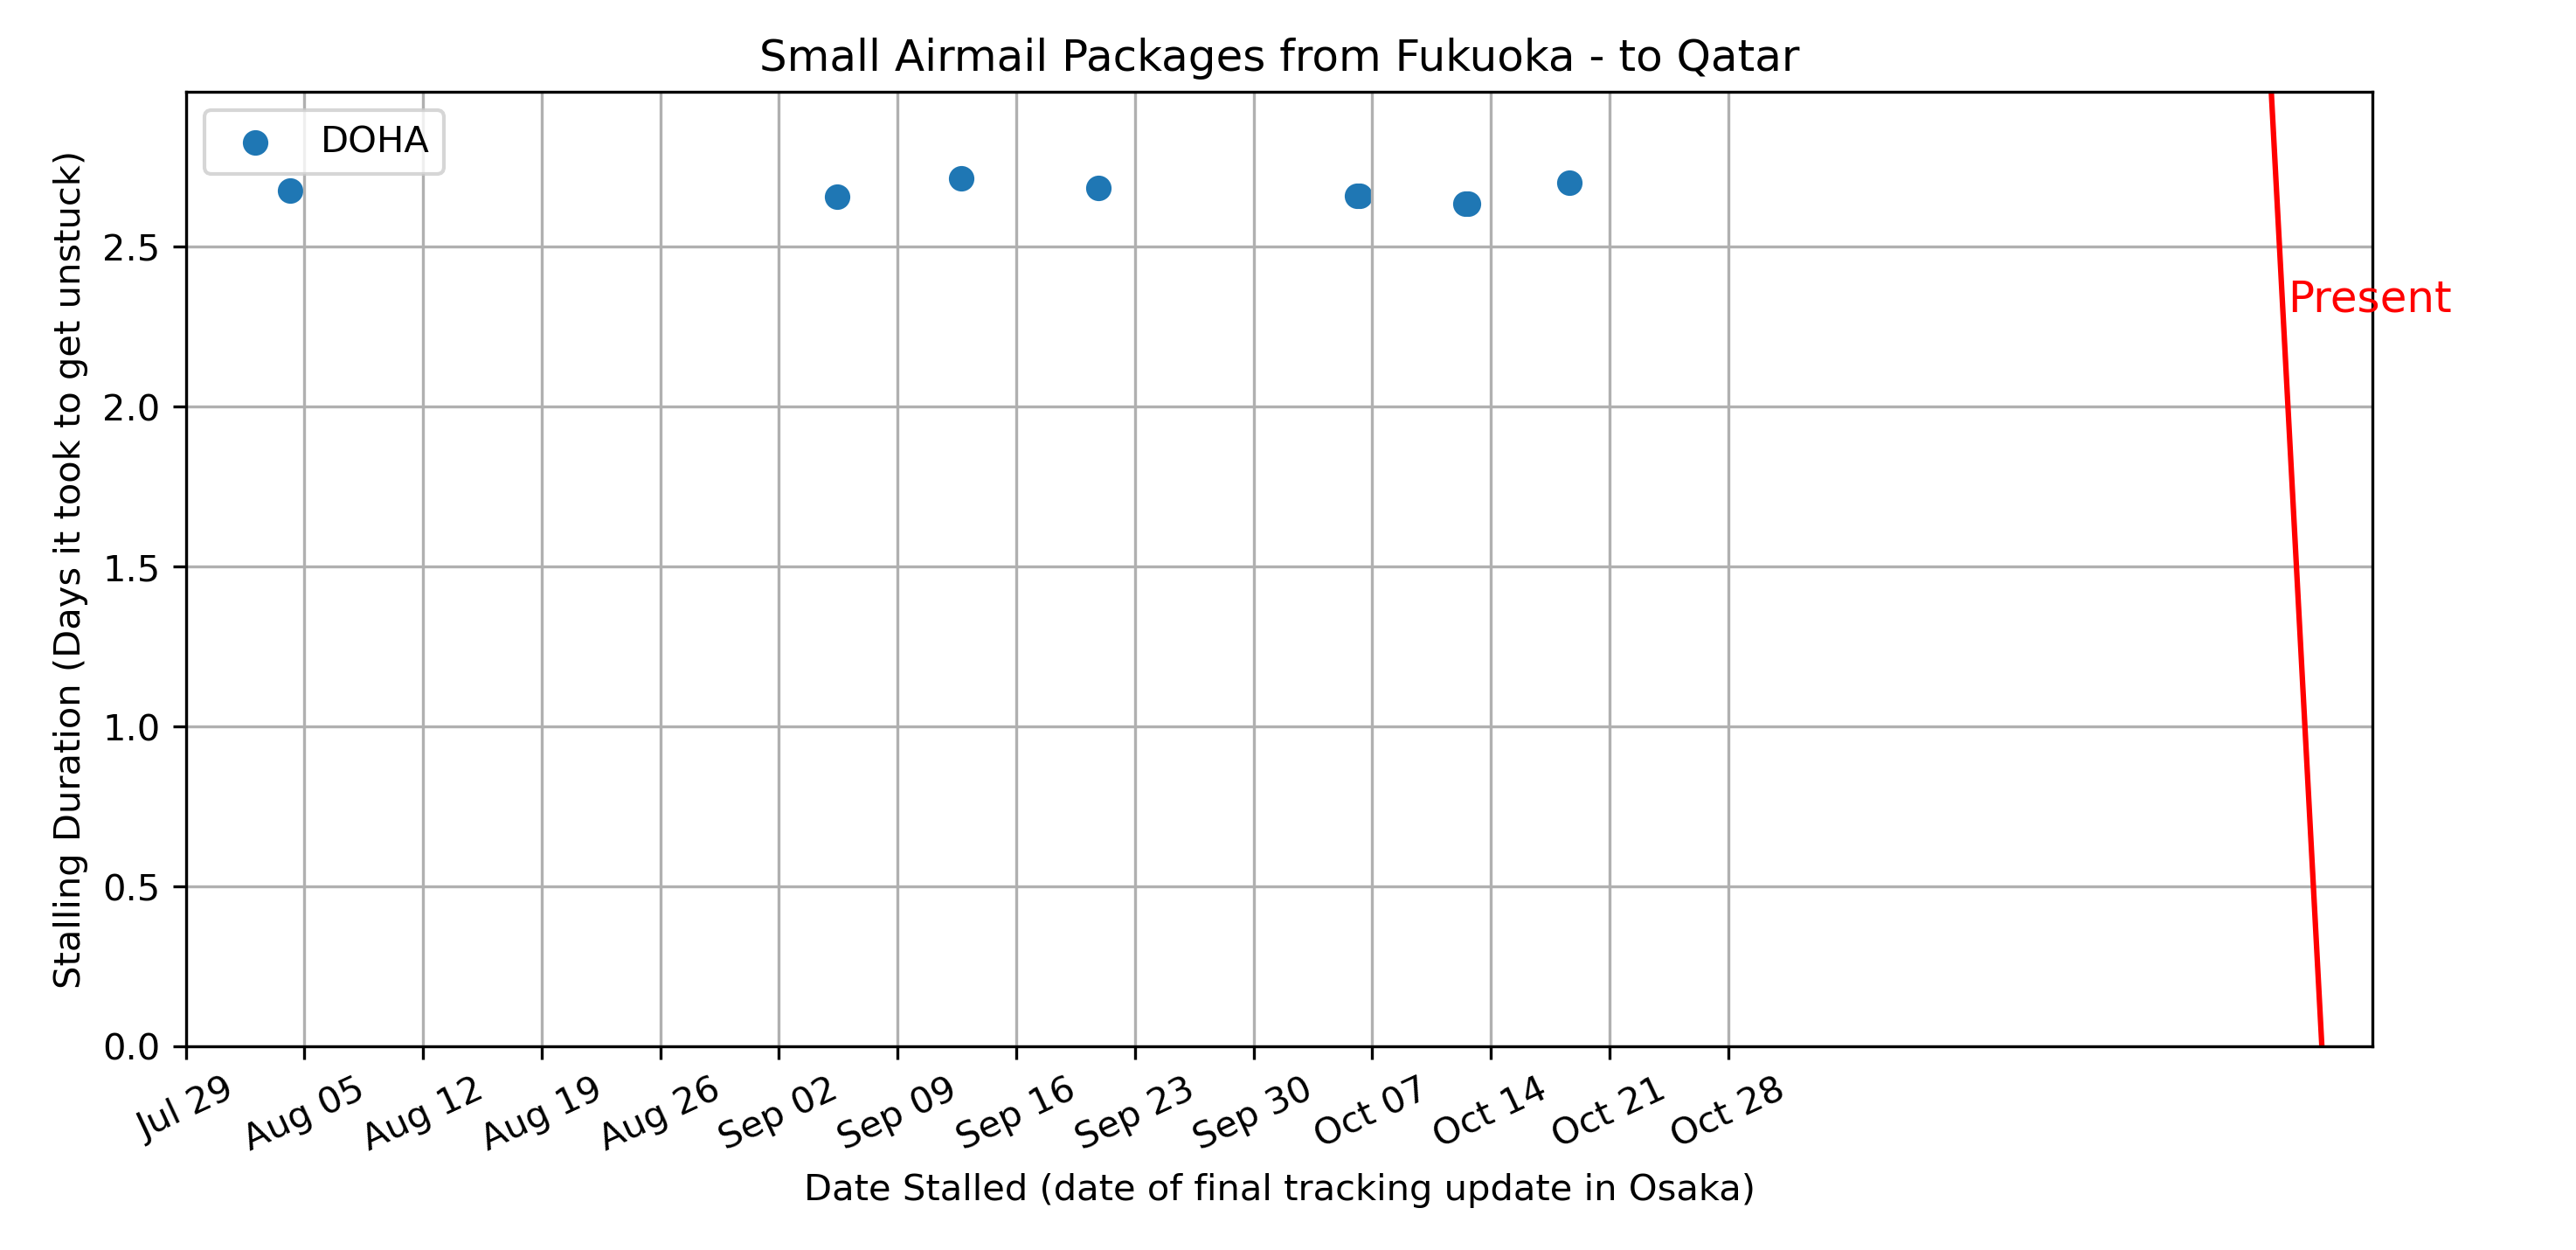 Small Airmail Packages from Fukuoka - to Qatar
DOHA
Stalling Duration (Days it took to get unstuck)
2.5
2.0
1.5
1.0
0.5
0.0
Present
Jul 29
Aug 05
Aug 12
Aug 19
Aug 26
Sep 02
Sep 09
Sep 16
Sep 23
Sep 30
Oct 07
Oct 14
Oct 21
Oct 28
Date Stalled (date of final tracking update in Osaka)